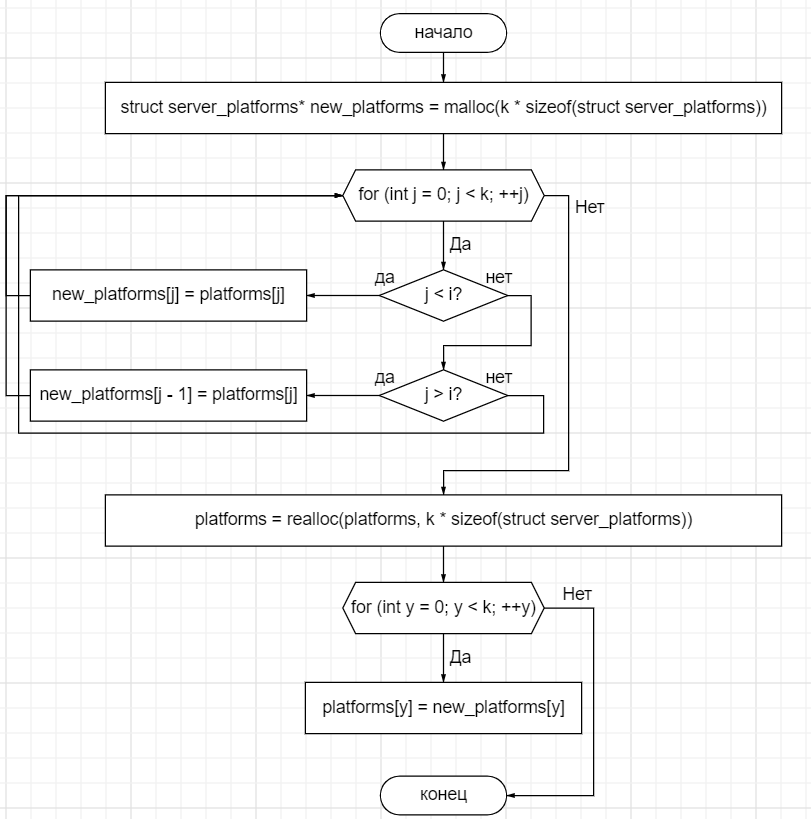 начало
struct server_platforms* new_platforms = malloc(k * sizeof(struct server_platforms))
for (int j = 0; j < k; ++j)
Нет
Да
да
нет
new_platforms[j] = platforms[j]
j < i?
да
нет
new_platforms[j - 1] = platforms[j]
j > i?
platforms = realloc(platforms, k * sizeof(struct server_platforms))
for (int y = 0; y < k; ++y)
Нет
Да
platforms[y] = new_platforms[y]
конец